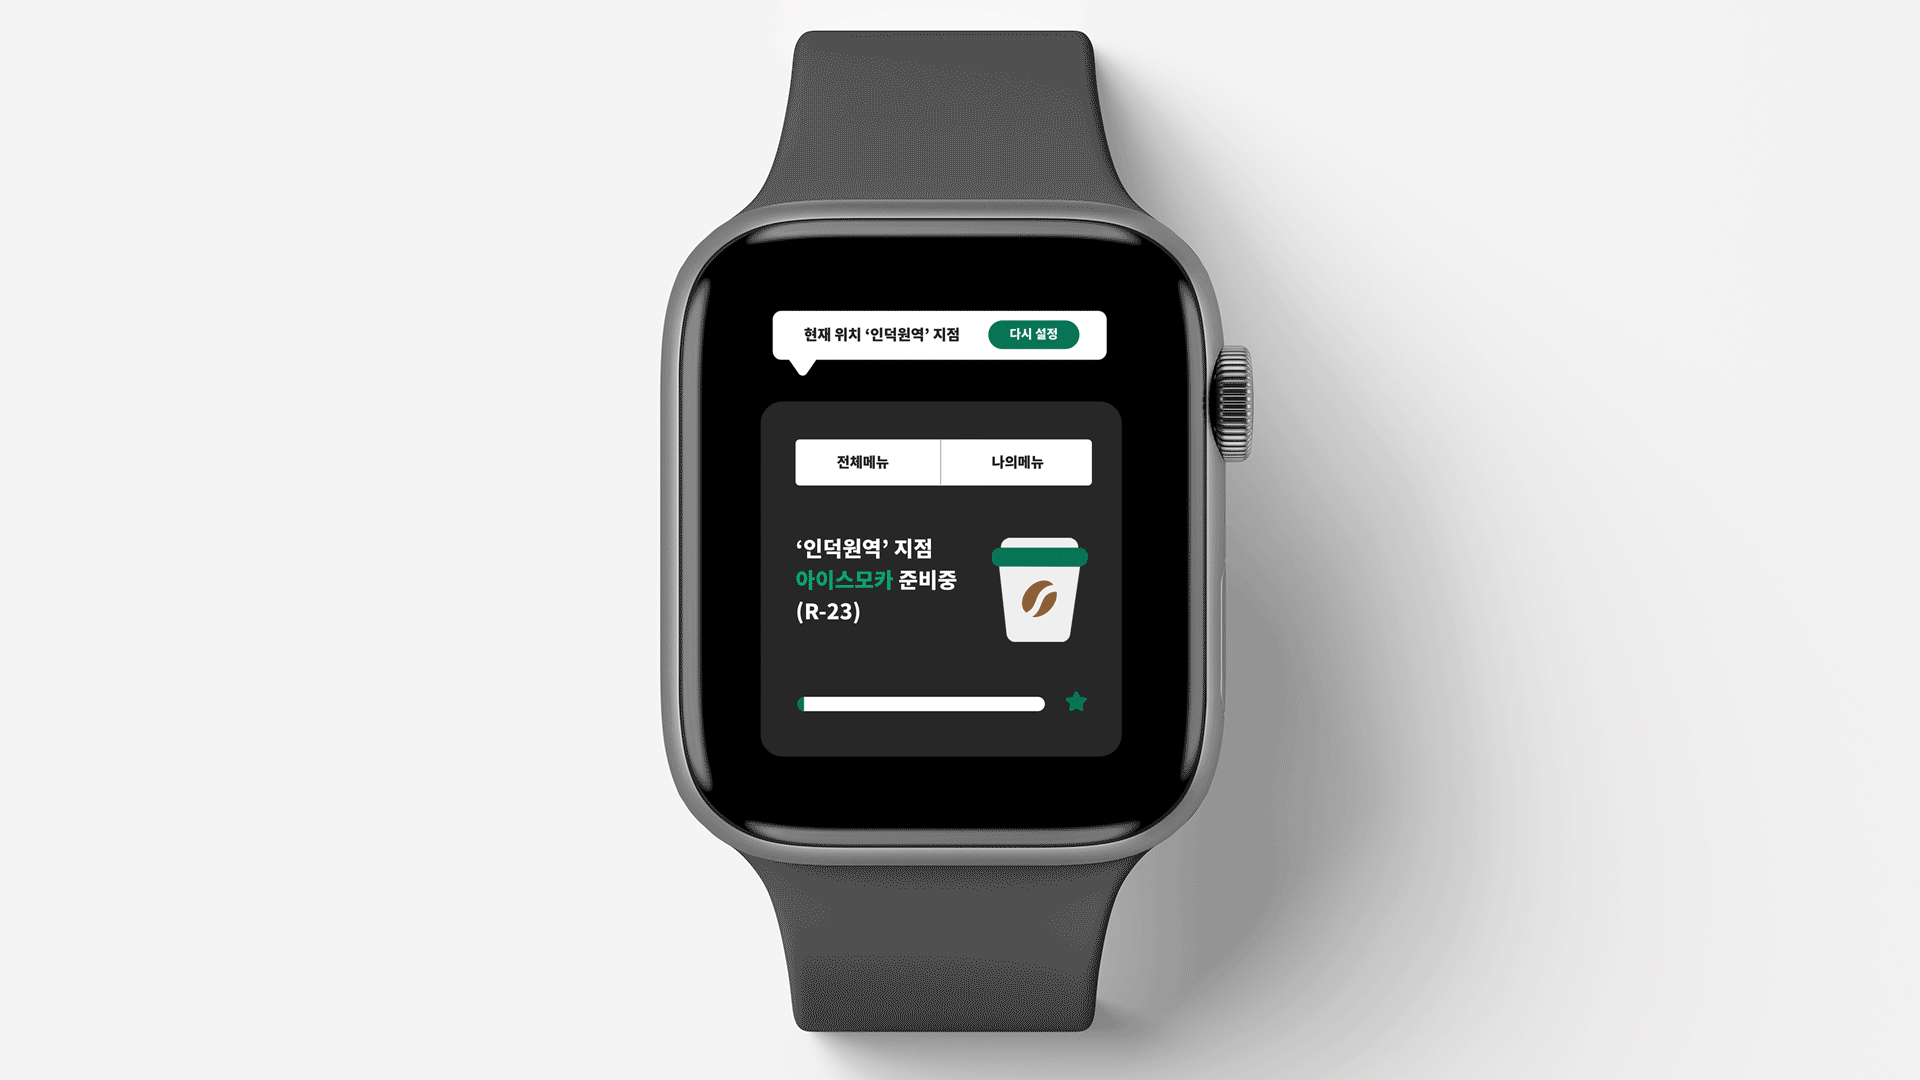 현재 위치 ‘인덕원역’ 지점
다시 설정
전체메뉴
나의메뉴
‘인덕원역’ 지점
아이스모카 준비중
(R-23)